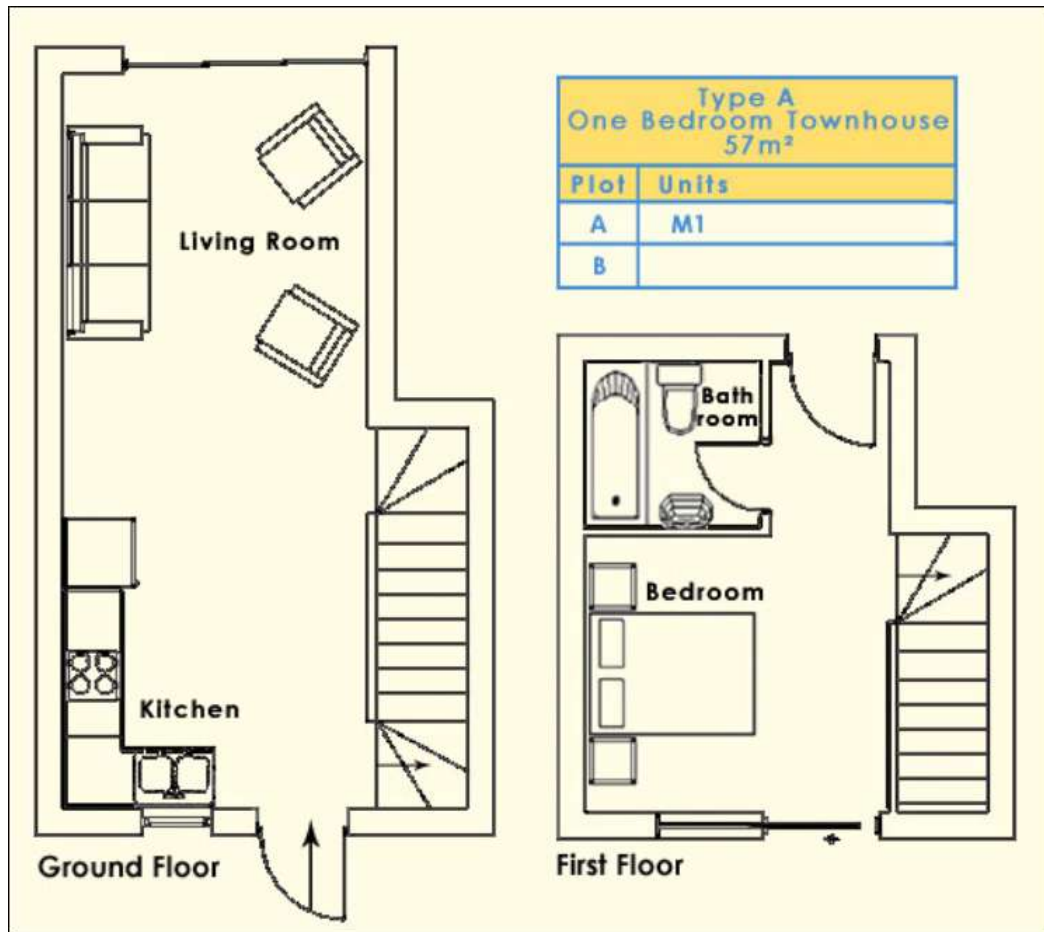 Type A
One Bedroom Townhouse
57m²
Plot Units
A M1
B
Living Room
Kitchen
Ground Floor
Bath
room
Bedroom
First Floor